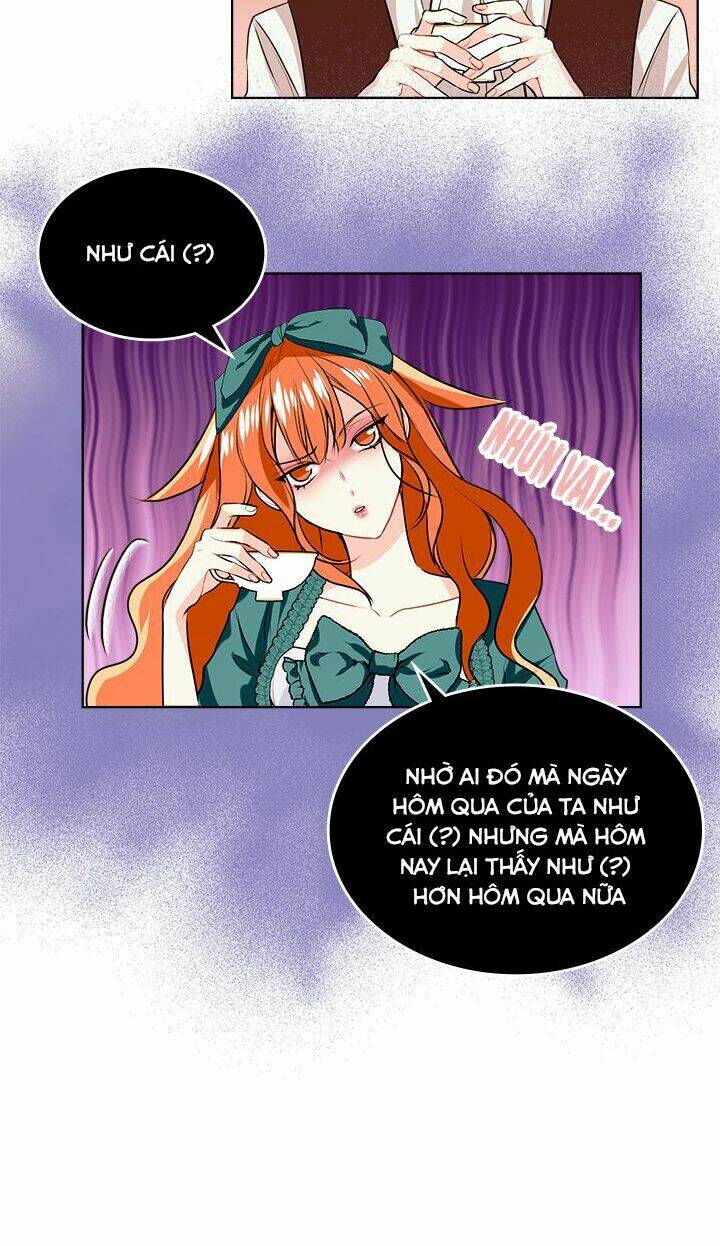 NHƯ CÁI (?)
NHÚN VAI...
NHỜ AI ĐÓ MÀ NGÀY
HÔM QUA CỦA TA NHƯ
CÁI (?) NHƯNG MÀ HÔM
NAY LẠI THẤY NHƯ (?)
HƠN HÔM QUA NỮA